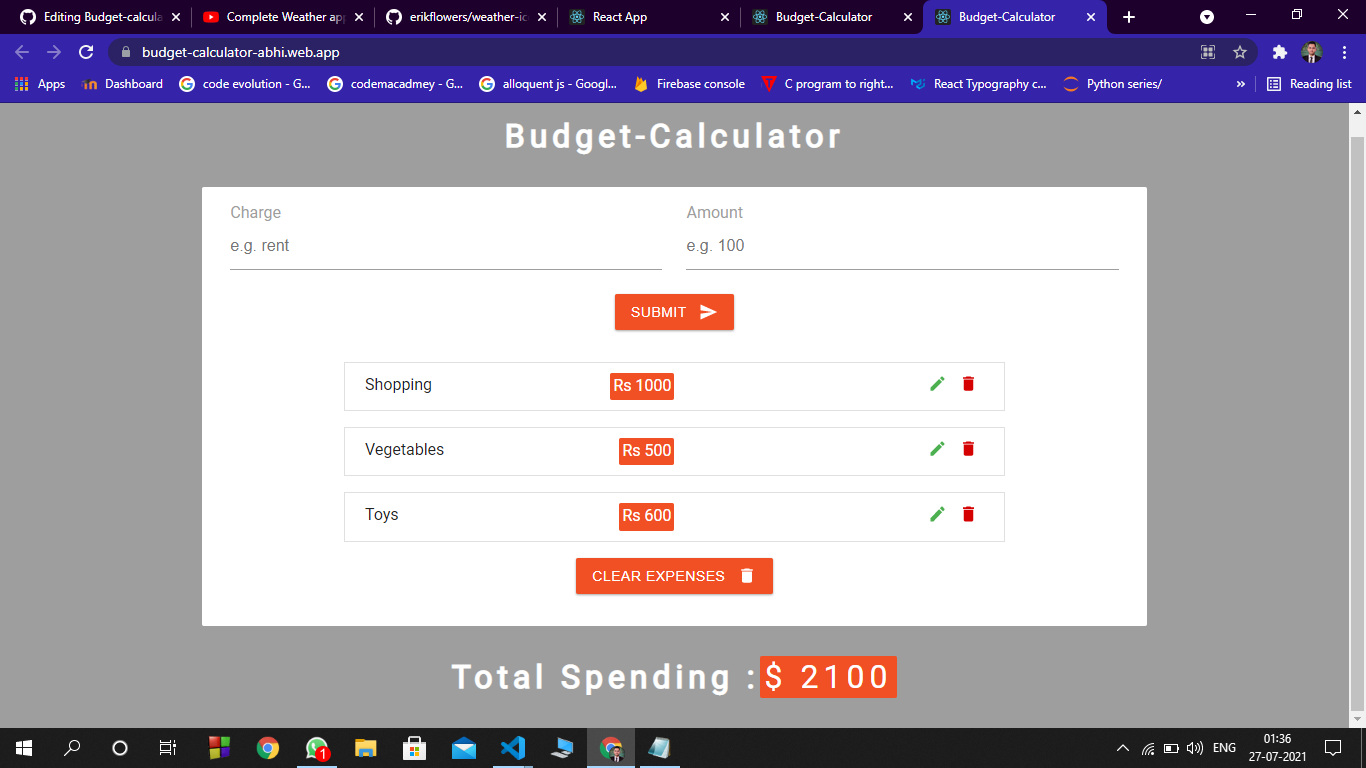 Editing Budget-calcula
Complete Weather app
erikflowers/weather-ic
React App
Budget-Calculator
Budget-Calculator
budget-calculator-abhi.web.app
Apps
Dashboard
code evolution - G...
codemacadmey - G...
alloquent js - Googl...
Firebase console
C program to right...
React Typography c...
Python series/
»
Reading list
Budget-Calculator
Charge
Amount
e.g. rent
e.g. 100
SUBMIT
Shopping Rs 1000
Vegetables Rs 500
Toys Rs 600
CLEAR EXPENSES
Total Spending :$ 2100
1
ENG
01:36
27-07-2021